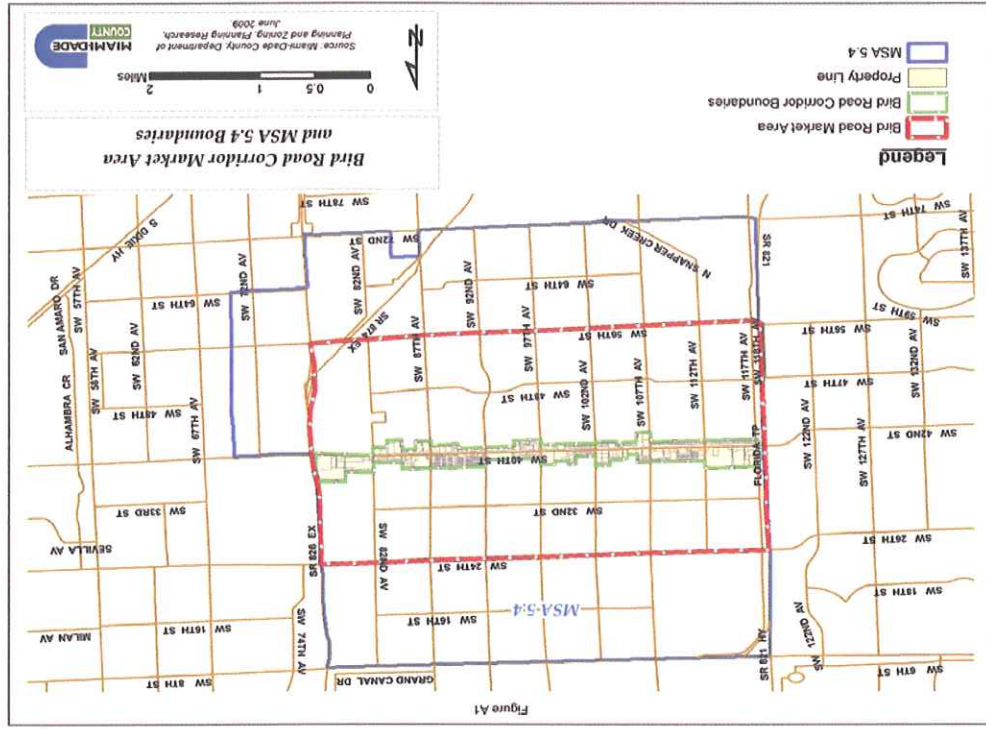 Figure A1
SW 6TH ST
GRAND CANAL DR
SW 8TH ST
SR 821 HY
SW 122ND AV
SW 74TH AV
SW 18TH ST
MSA 5.4
SW 16TH ST
SW 16TH ST
MILAN AV
SW 26TH ST
SW 24TH ST
SW 82ND AV
SR 826 EX
SEVILLA AV
SW 32ND ST
SW 33RD ST
SW 42ND ST
FLORIDA TP
SW 40TH ST
SW 127TH AV
SW 122ND AV
SW 67TH AV
SW 47TH AV
SW 48TH ST
SW 48TH ST
SW 132ND AV
SW 118TH AV
SW 117TH AV
SW 112TH AV
SW 107TH AV
SW 102ND AV
SW 97TH AV
SW 92ND AV
SW 87TH AV
SW 82ND AV
SW 72ND AV
SW 62ND AV
SW 58TH AV
SW 57TH AV
ALHAMBRA CR
SAN AMARO DR
SW 56TH ST
SW 56TH ST
SR 874 EX
SW 59TH ST
SW 64TH ST
SW 64TH ST
SW 137TH AV
SR 821
N SNAPPER CREEK DR
SW 72ND ST
S DIXIE HY
SW 74TH ST
SW 78TH ST
Legend
Bird Road Market Area
Bird Road Corridor Boundaries
Property Line
MSA 5.4
Bird Road Corridor Market Area
and MSA 5.4 Boundaries
N
0 0.5 1 2
Miles
Source: Miami-Dade County, Department of
Planning and Zoning, Planning Research,
June 2009
MIAMI-DADE
COUNTY